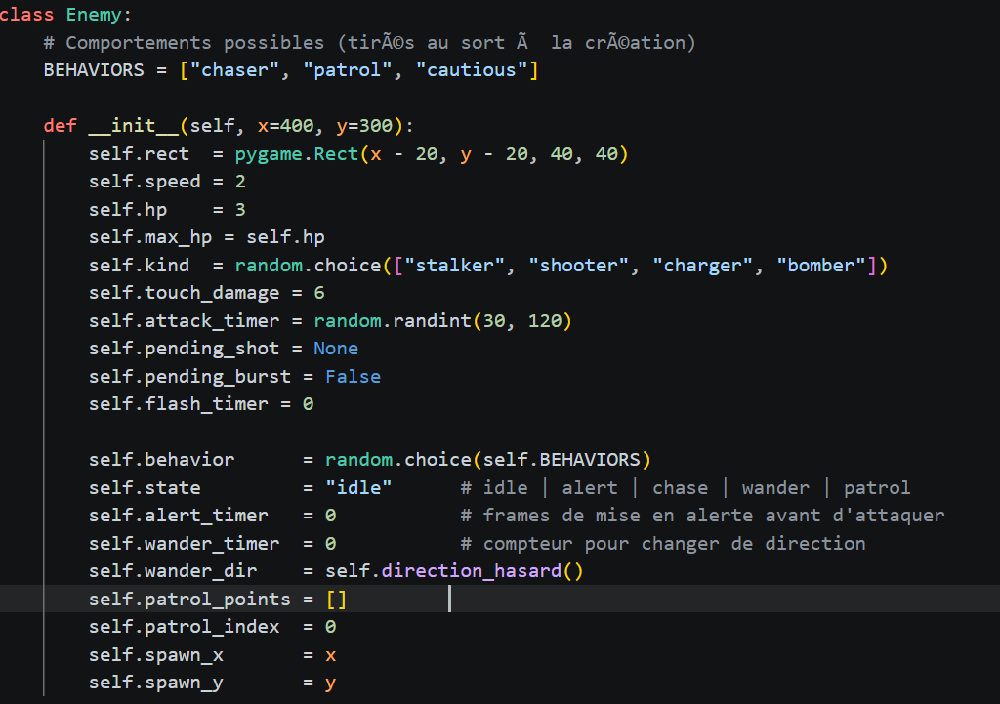 class Enemy:
    # Comportements possibles (tirÃ©s au sort Ã  la crÃ©ation)
    BEHAVIORS = ["chaser", "patrol", "cautious"]

    def __init__(self, x=400, y=300):
        self.rect  = pygame.Rect(x - 20, y - 20, 40, 40)
        self.speed = 2
        self.hp    = 3
        self.max_hp = self.hp
        self.kind  = random.choice(["stalker", "shooter", "charger", "bomber"])
        self.touch_damage = 6
        self.attack_timer = random.randint(30, 120)
        self.pending_shot = None
        self.pending_burst = False
        self.flash_timer = 0

        self.behavior      = random.choice(self.BEHAVIORS)
        self.state         = "idle"      # idle | alert | chase | wander | patrol
        self.alert_timer   = 0           # frames de mise en alerte avant d'attaquer
        self.wander_timer  = 0           # compteur pour changer de direction
        self.wander_dir    = self.direction_hasard()
        self.patrol_points = []
        self.patrol_index  = 0
        self.spawn_x       = x
        self.spawn_y       = y